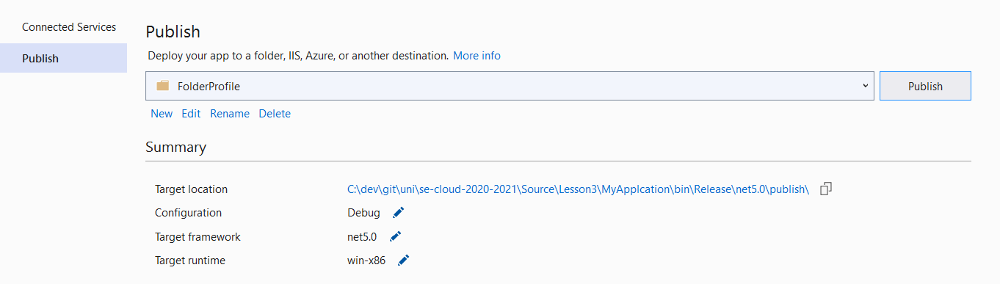 Connected Services
Publish
Publish
Deploy your app to a folder, IIS, Azure, or another destination. More info
FolderProfile
Publish
New Edit Rename Delete
Summary
Target location C:\dev\git\uni\se-cloud-2020-2021\Source\Lesson3\MyApplcation\bin\Release\net5.0\publish\
Configuration Debug
Target framework net5.0
Target runtime win-x86